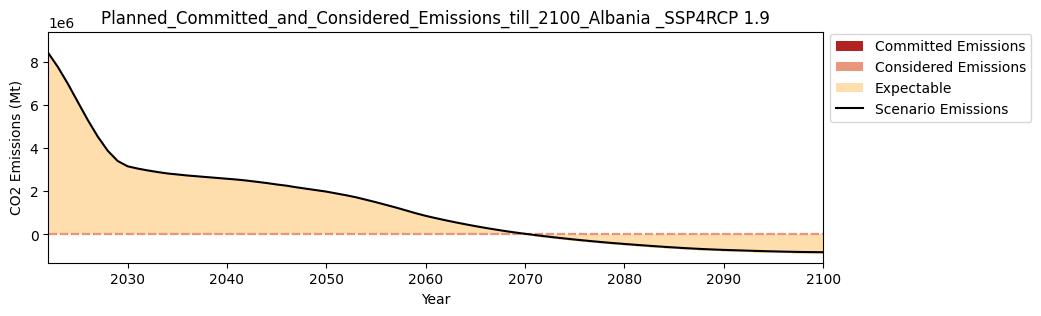 Planned_Committed_and_Considered_Emissions_till_2100_Albania _SSP4RCP 1.9
1e6
8
6
4
2
0
CO2 Emissions (Mt)
2030 2040 2050 2060 2070 2080 2090 2100
Year
Committed Emissions
Considered Emissions
Expectable
Scenario Emissions